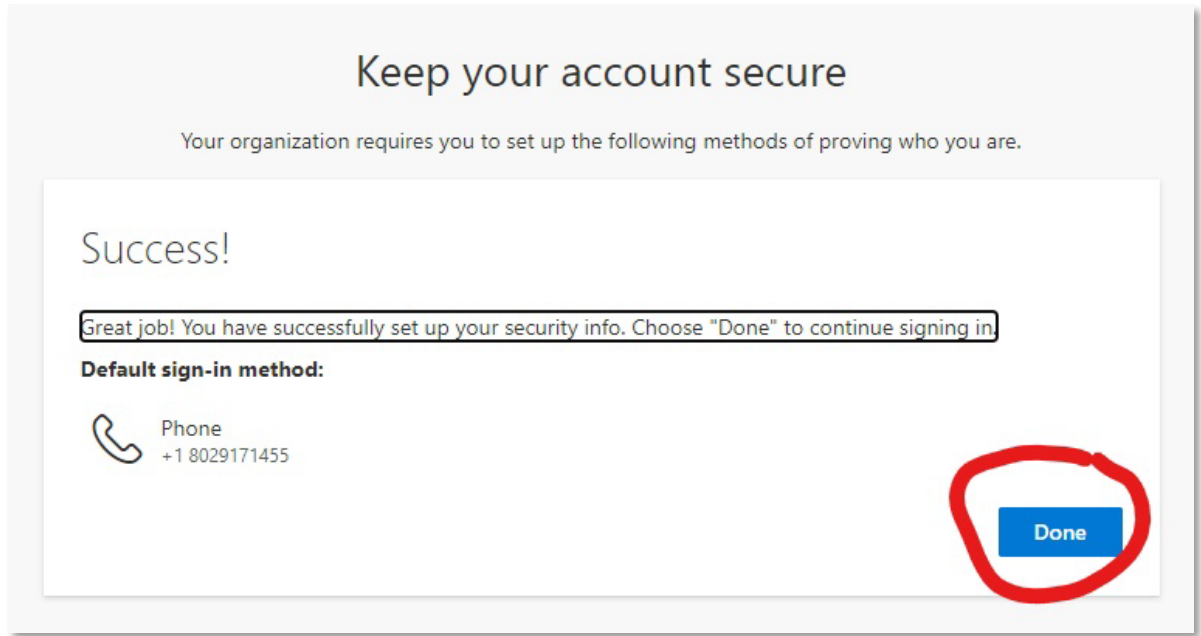 Keep your account secure
Your organization requires you to set up the following methods of proving who you are.
Success!
Great job! You have successfully set up your security info. Choose "Done" to continue signing in.
Default sign-in method:
Phone
+1 8029171455
Done